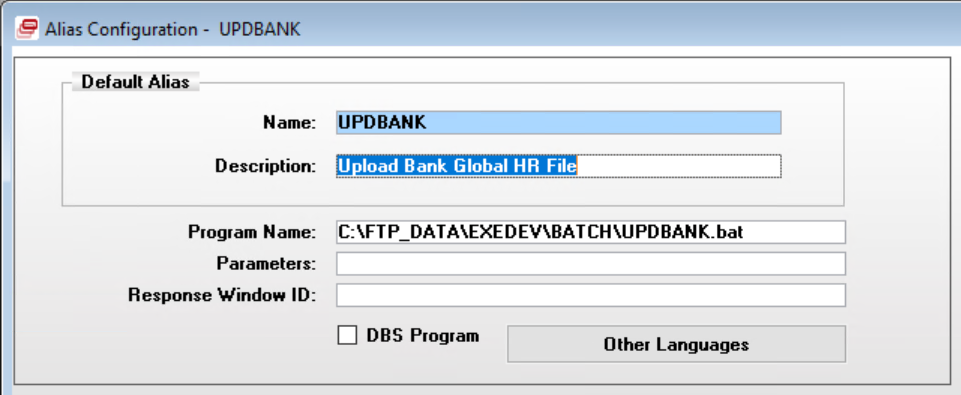 Alias Configuration - UPDBANK
Default Alias
Name: UPDBANK
Description: Upload Bank Global HR File
Program Name: C:\FTP_DATA\EXEDEV\BATCH\UPDBANK.bat
Parameters:
Response Window ID:
DBS Program
Other Languages